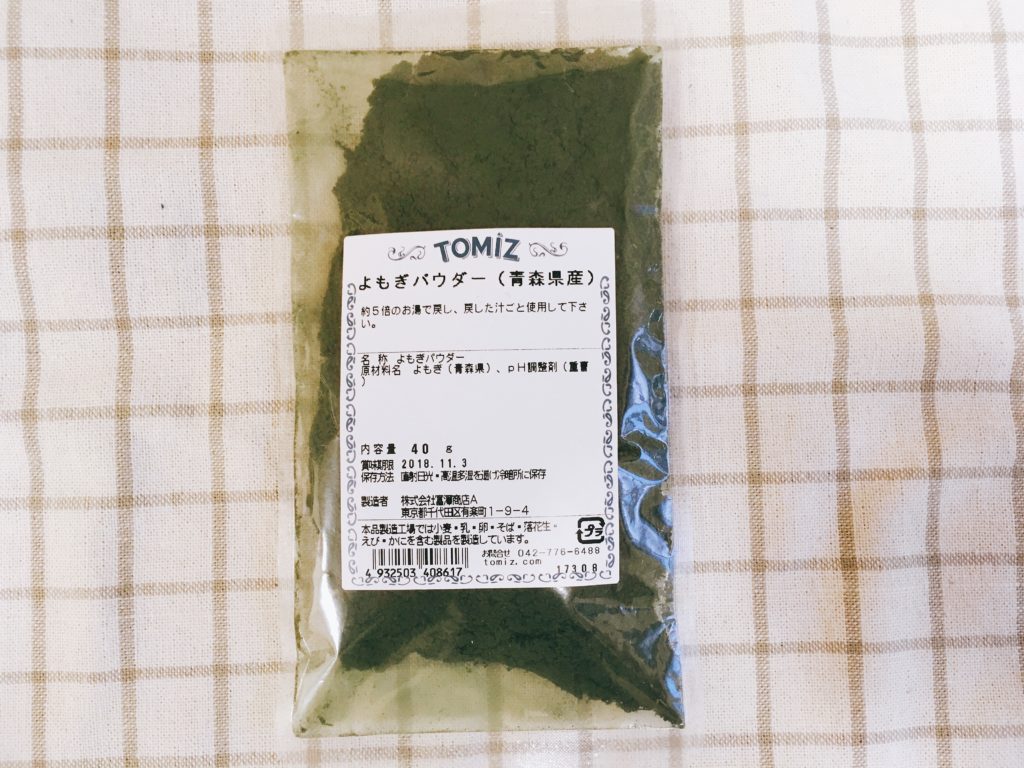 TOMIZ
よもぎパウダー(青森県産)
約5倍のお湯で戻し、戻した汁ごと使用して下さ
い。
名 称 よもぎパウダー
原材料名 よもぎ(青森県)、pH調整剤(重曹
)
内容量 40 g
賞味期限 2018.11.3
保存方法 直射日光・高温多湿を避け冷暗所に保存
製造者 株式会社富澤商店A
東京都千代田区有楽町1-9-4
本品製造工場では小麦・乳・卵・そば・落花生・
えび・かにを含む製品を製造しています。
プラ
お問合せ 042-776-6488
tomiz.com
4 932503 408617
1730B